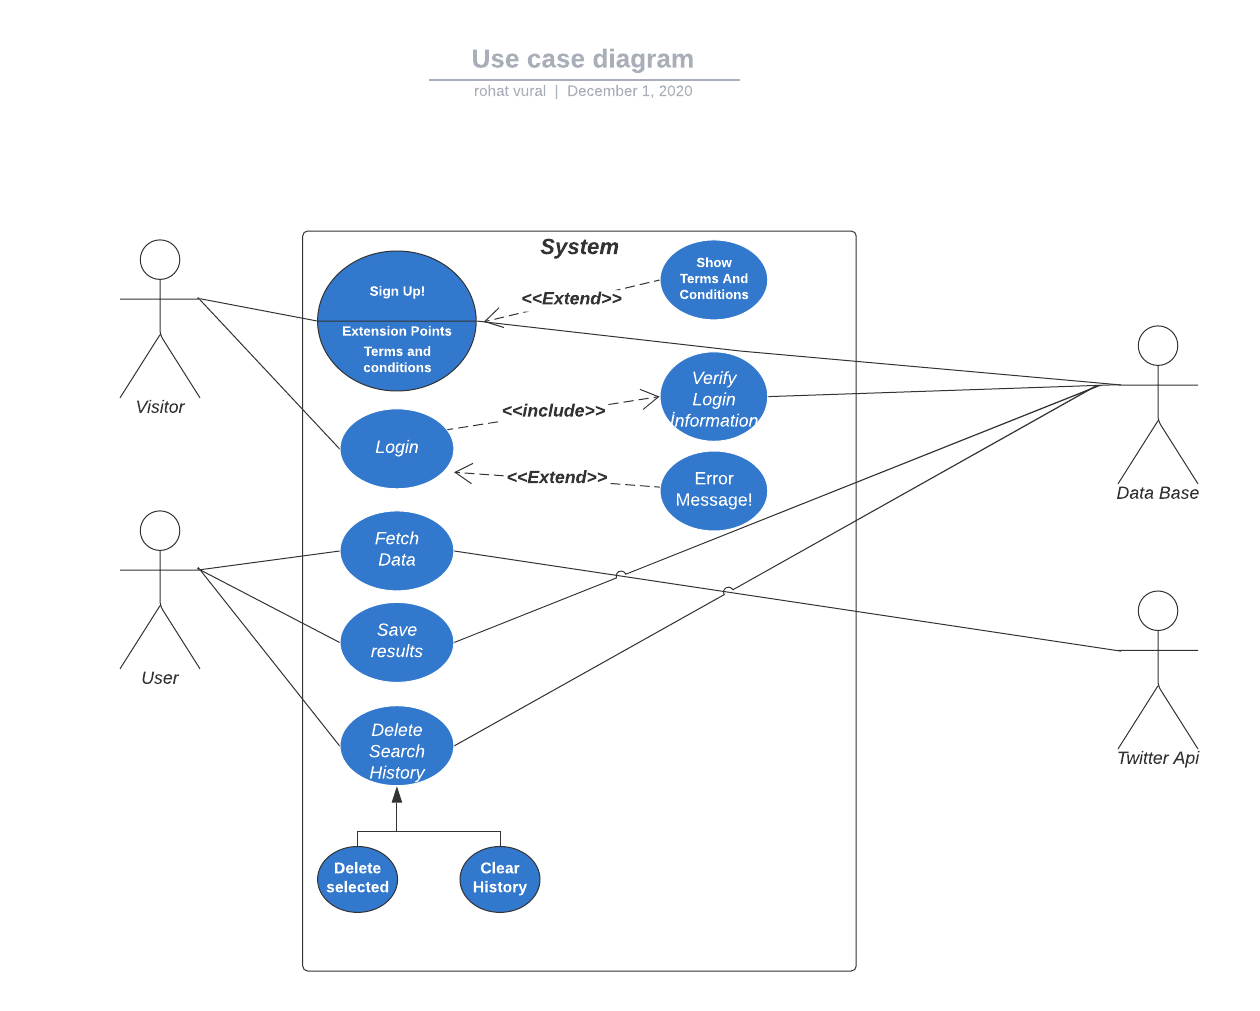 Use case diagram
rohat vural | December 1, 2020
System
Sign Up!
Extension Points
Terms and
conditions
<<Extend>>
Show
Terms And
Conditions
Visitor
Login
<<include>>
Verify
Login
İnformation
<<Extend>>
Error
Message!
Data Base
Fetch
Data
Save
results
User
Delete
Search
History
Twitter Api
Delete
selected
Clear
History